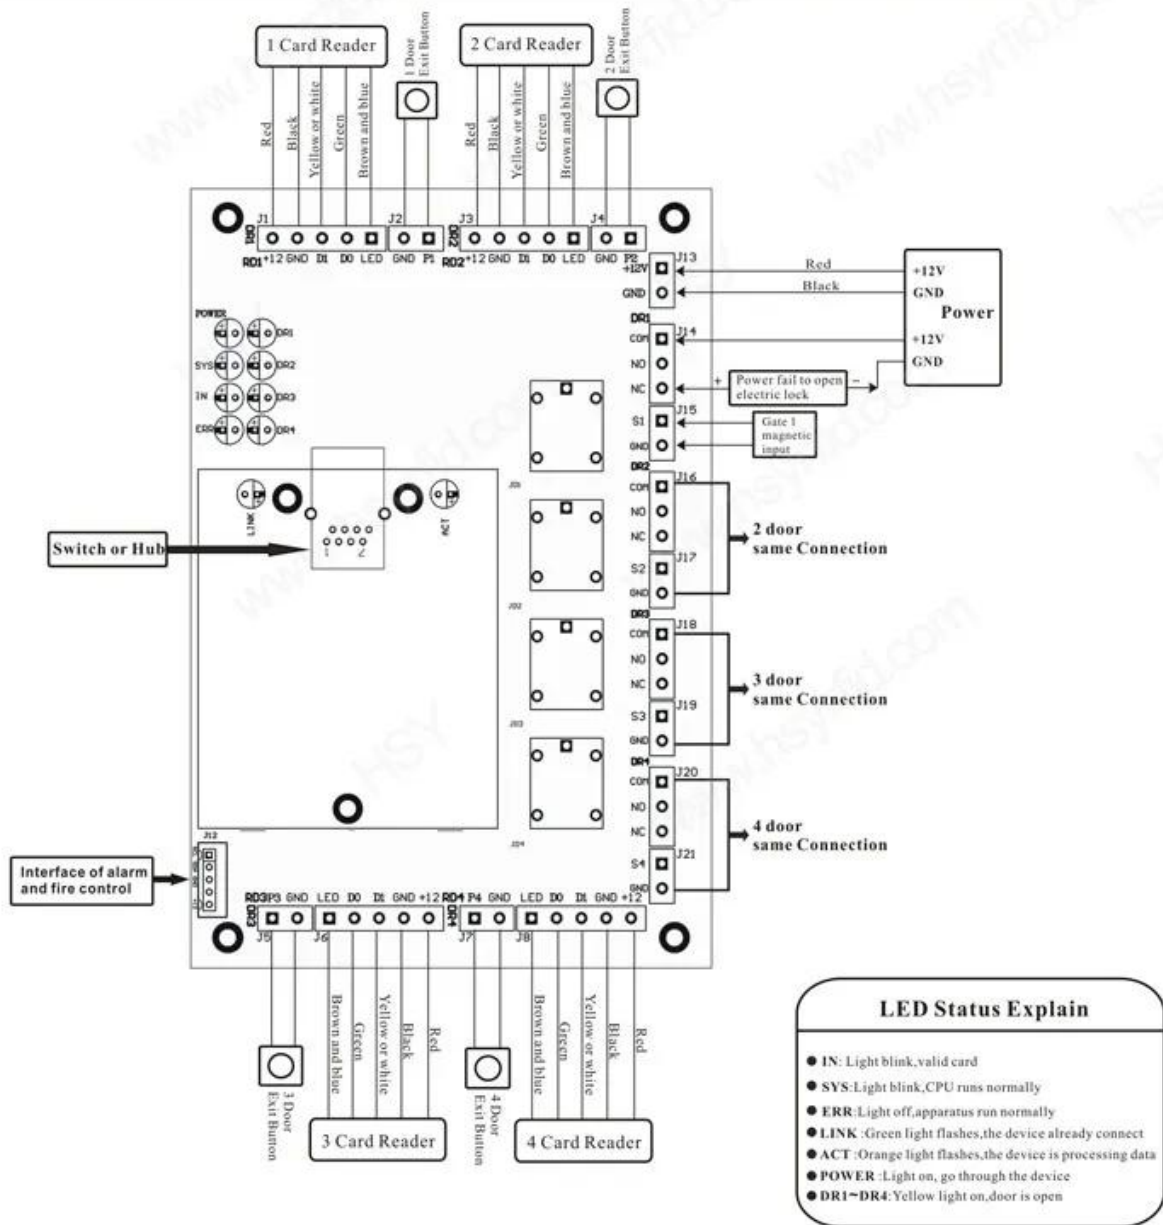 1 Card Reader
1 Door
Exit Button
2 Card Reader
2 Door
Exit Button
Red
Black
Yellow or white
Green
Brown and blue
Red
Black
Yellow or white
Green
Brown and blue
J1
J2
J3
J4
DR1
DR2
RD1 +12 GND D1 D0 LED GND P1 RD2 +12 GND D1 D0 LED GND P2
J13
+12V
GND
Red
Black
+12V
GND
Power
+12V
GND
DR1
J14
COM
NO
NC
+
Power fail to open
electric lock
−
J15
S1
GND
Gate 1
magnetic
input
POWER
DR1
SYS
DR2
IN
DR3
ERR
DR4
DR2
J16
COM
NO
NC
J17
S2
GND
2 door
same Connection
LINK
ACT
1 2
Switch or Hub
JD1
JD2
JD3
JD4
DR3
J18
COM
NO
NC
J19
S3
GND
3 door
same Connection
DR4
J20
COM
NO
NC
J21
S4
GND
4 door
same Connection
J12
Interface of alarm
and fire control
RD3 P3 GND LED D0 D1 GND +12 RD4 P4 GND LED D0 D1 GND +12
DR3
DR4
J5
J6
J7
J8
Brown and blue
Green
Yellow or white
Black
Red
Brown and blue
Green
Yellow or white
Black
Red
3 Door
Exit Button
3 Card Reader
4 Door
Exit Button
4 Card Reader
LED Status Explain
● IN: Light blink,valid card
● SYS:Light blink,CPU runs normally
● ERR:Light off,apparatus run normally
● LINK :Green light flashes,the device already connect
● ACT :Orange light flashes,the device is processing data
● POWER :Light on, go through the device
● DR1~DR4:Yellow light on,door is open
www.hsyrfid.com
HSY